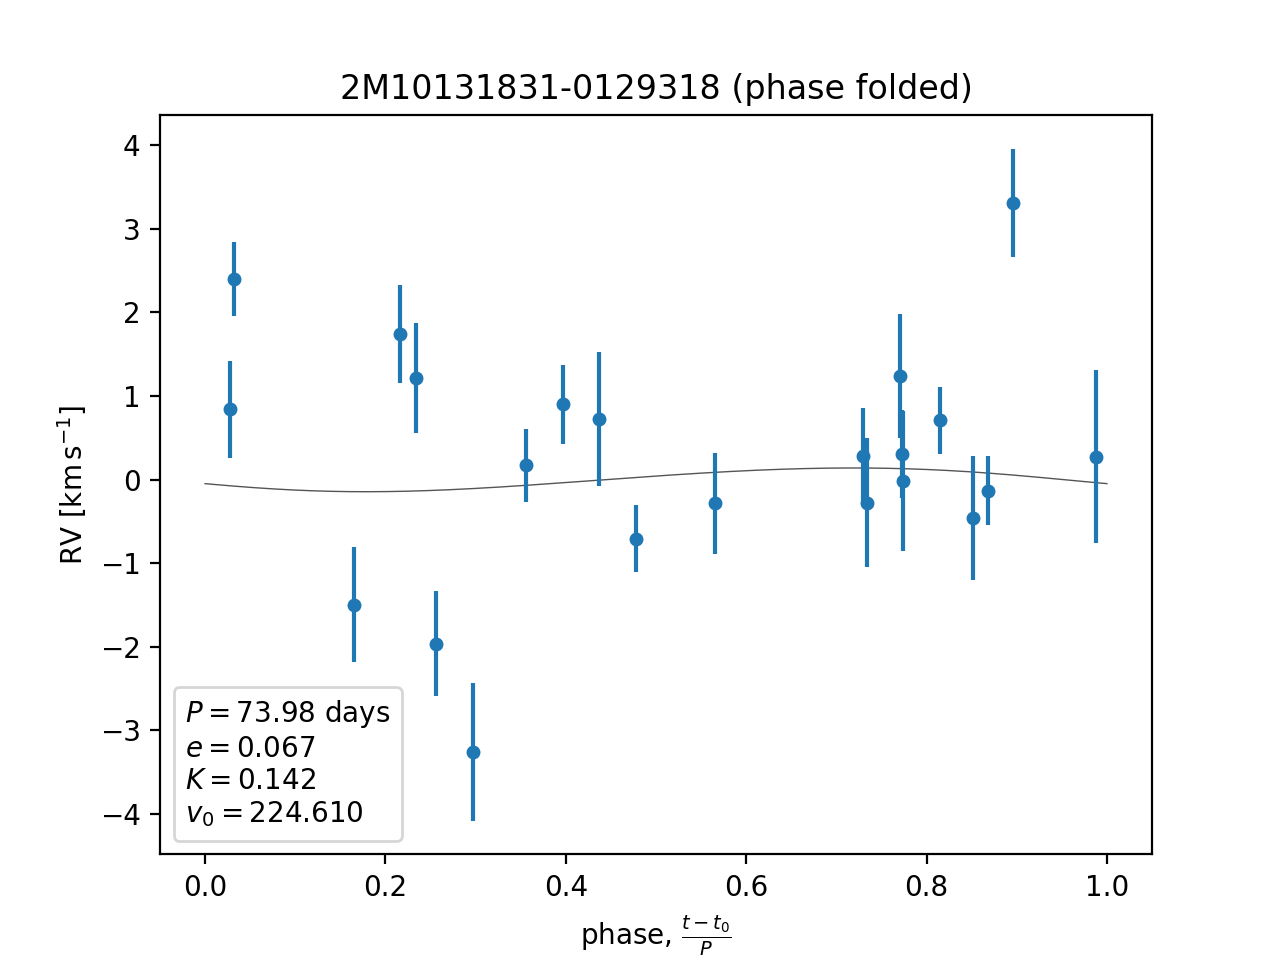 2M10131831-0129318 (phase folded)
RV [km s⁻¹]
4
3
2
1
0
−1
−2
−3
−4
P = 73.98 days
e = 0.067
K = 0.142
v₀ = 224.610
0.0 0.2 0.4 0.6 0.8 1.0
phase, (t − t₀)/P